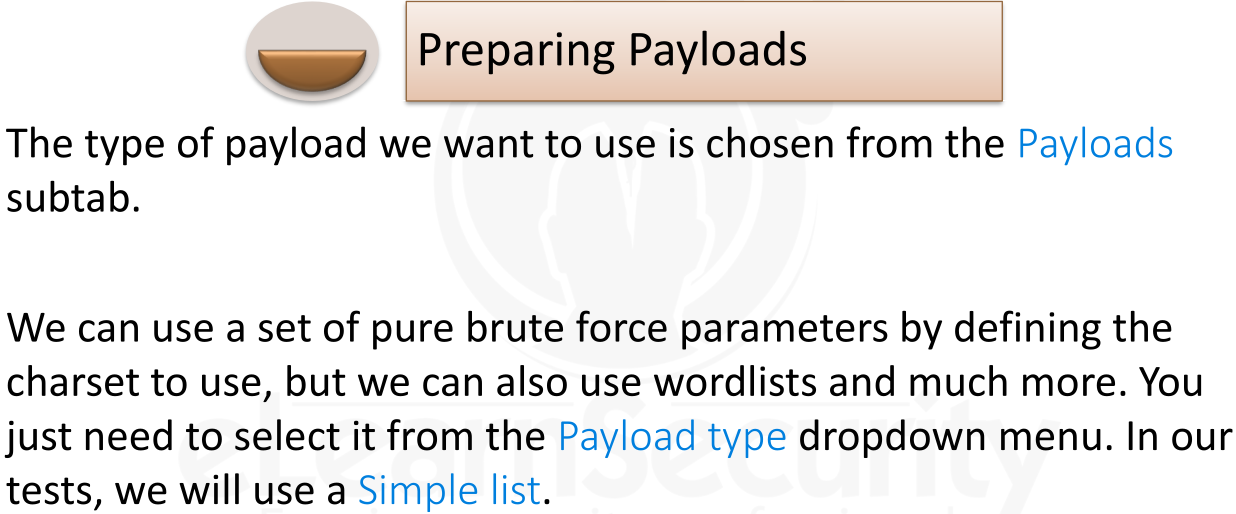 Preparing Payloads
The type of payload we want to use is chosen from the Payloads
subtab.
We can use a set of pure brute force parameters by defining the
charset to use, but we can also use wordlists and much more. You
just need to select it from the Payload type dropdown menu. In our
tests, we will use a Simple list.
eLearnSecurity